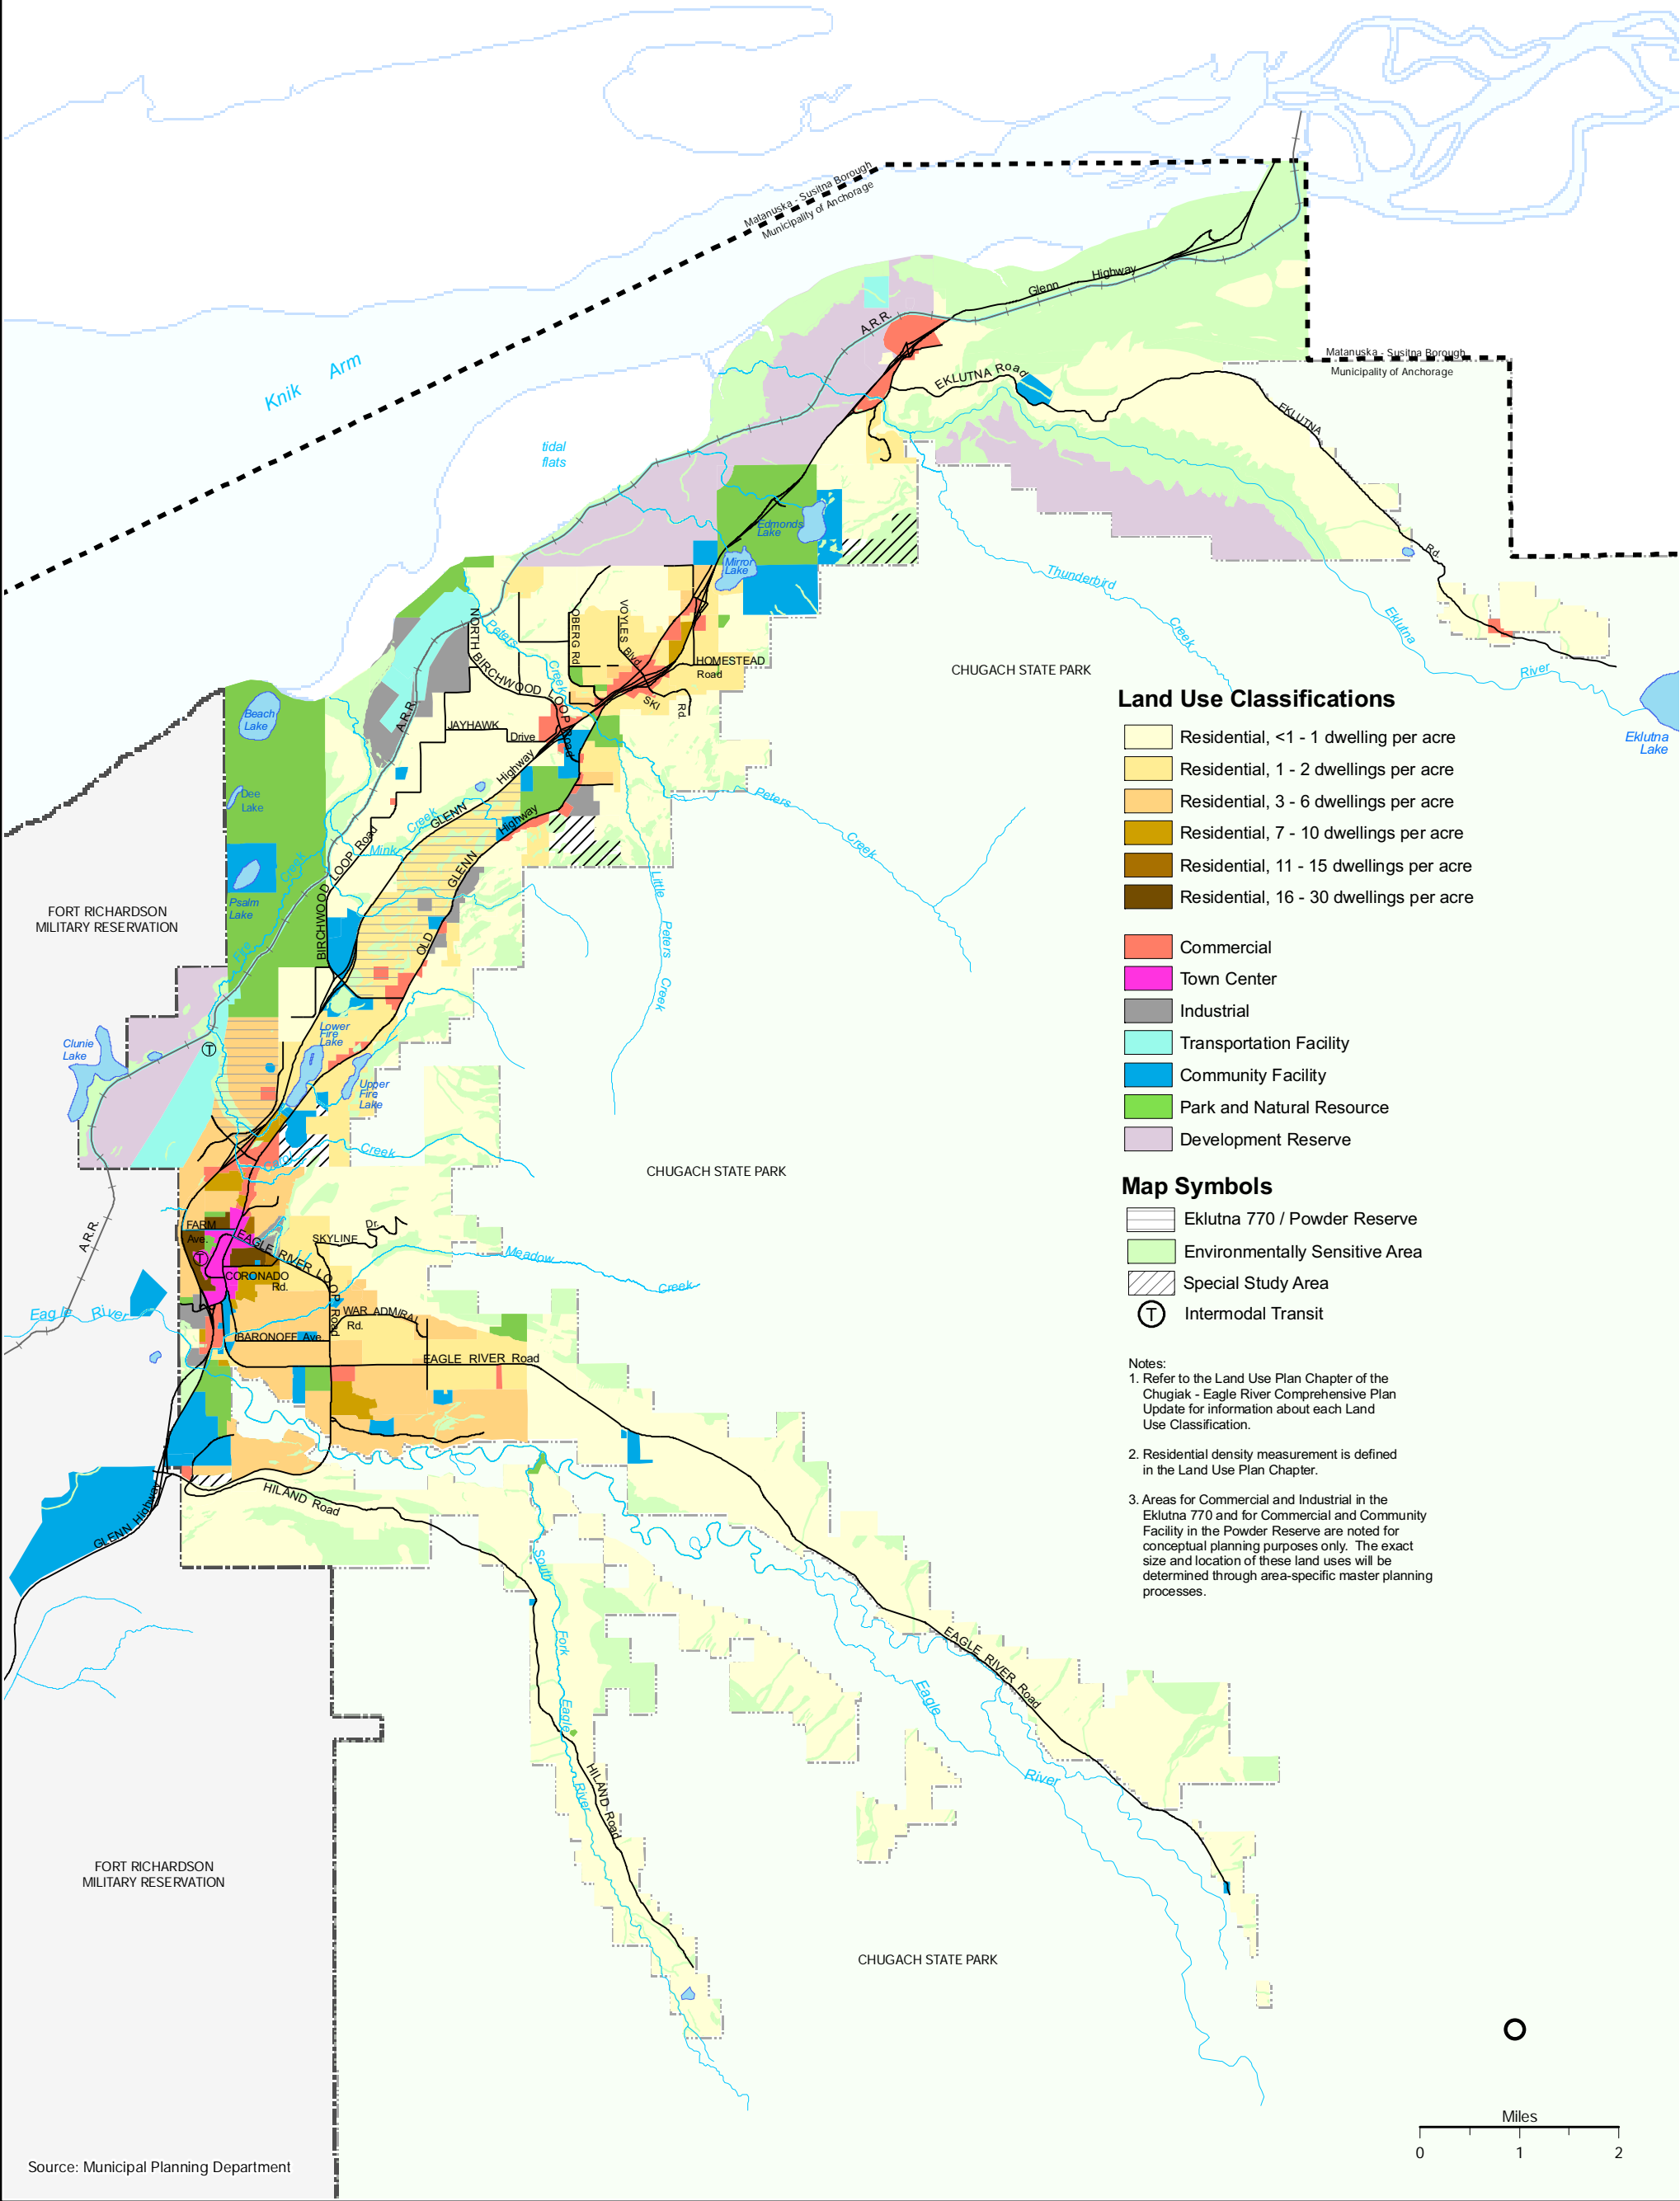 Matanuska - Susitna Borough
Municipality of Anchorage
Glenn
Highway
A.R.R.
Matanuska - Susitna Borough
Municipality of Anchorage
Knik Arm
EKLUTNA Road
EKLUTNA
Rd.
tidal
flats
Edmonds
Lake
Mirror
Lake
Thunderbird
Creek
Eklutna
River
Eklutna
Lake
NORTH BIRCHWOOD LOOP Road
Peters
Creek
OBERG Rd
VOYLES
Blvd.
HOMESTEAD
Road
SKI
Rd.
CHUGACH STATE PARK
Beach
Lake
A.R.R.
JAYHAWK
Drive
Highway
GLENN
Dee
Lake
Creek
Mink
Highway
GLENN
OLD
Peters
Creek
Little
Peters
Creek
FORT RICHARDSON
MILITARY RESERVATION
Psalm
Lake
Creek
Fire
BIRCHWOOD LOOP Road
Lower
Fire
Lake
Upper
Fire
Lake
Clunie
Lake
T
Carol
Creek
CHUGACH STATE PARK
A.R.R.
FARM
Ave.
T
EAGLE RIVER LOOP
Road
SKYLINE
Dr.
CORONADO
Rd.
Meadow
Creek
Eagle River
WAR ADMIRAL
Rd.
BARONOFF Ave.
EAGLE RIVER Road
HILAND Road
GLENN Highway
South
Fork
Eagle
River
HILAND Road
EAGLE RIVER Road
Eagle
River
FORT RICHARDSON
MILITARY RESERVATION
CHUGACH STATE PARK
Land Use Classifications
Residential, <1 - 1 dwelling per acre
Residential, 1 - 2 dwellings per acre
Residential, 3 - 6 dwellings per acre
Residential, 7 - 10 dwellings per acre
Residential, 11 - 15 dwellings per acre
Residential, 16 - 30 dwellings per acre
Commercial
Town Center
Industrial
Transportation Facility
Community Facility
Park and Natural Resource
Development Reserve
Map Symbols
Eklutna 770 / Powder Reserve
Environmentally Sensitive Area
Special Study Area
T Intermodal Transit
Notes:
1. Refer to the Land Use Plan Chapter of the
Chugiak - Eagle River Comprehensive Plan
Update for information about each Land
Use Classification.
2. Residential density measurement is defined
in the Land Use Plan Chapter.
3. Areas for Commercial and Industrial in the
Eklutna 770 and for Commercial and Community
Facility in the Powder Reserve are noted for
conceptual planning purposes only. The exact
size and location of these land uses will be
determined through area-specific master planning
processes.
Miles
0 1 2
Source: Municipal Planning Department